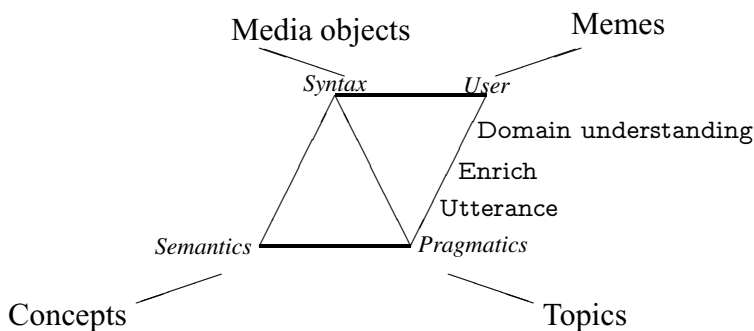 Media objects
Memes
Syntax
User
Domain understanding
Enrich
Utterance
Semantics
Pragmatics
Concepts
Topics